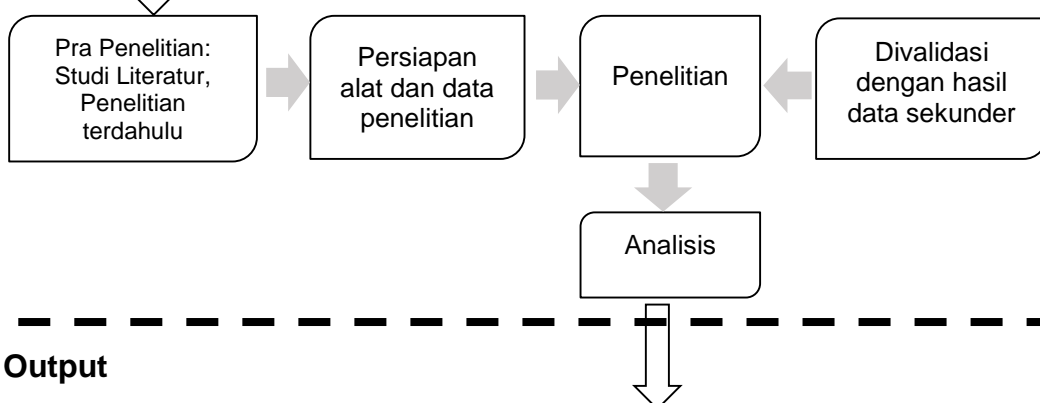 Pra Penelitian:
Studi Literatur,
Penelitian
terdahulu
Persiapan
alat dan data
penelitian
Penelitian
Divalidasi
dengan hasil
data sekunder
Analisis
Output